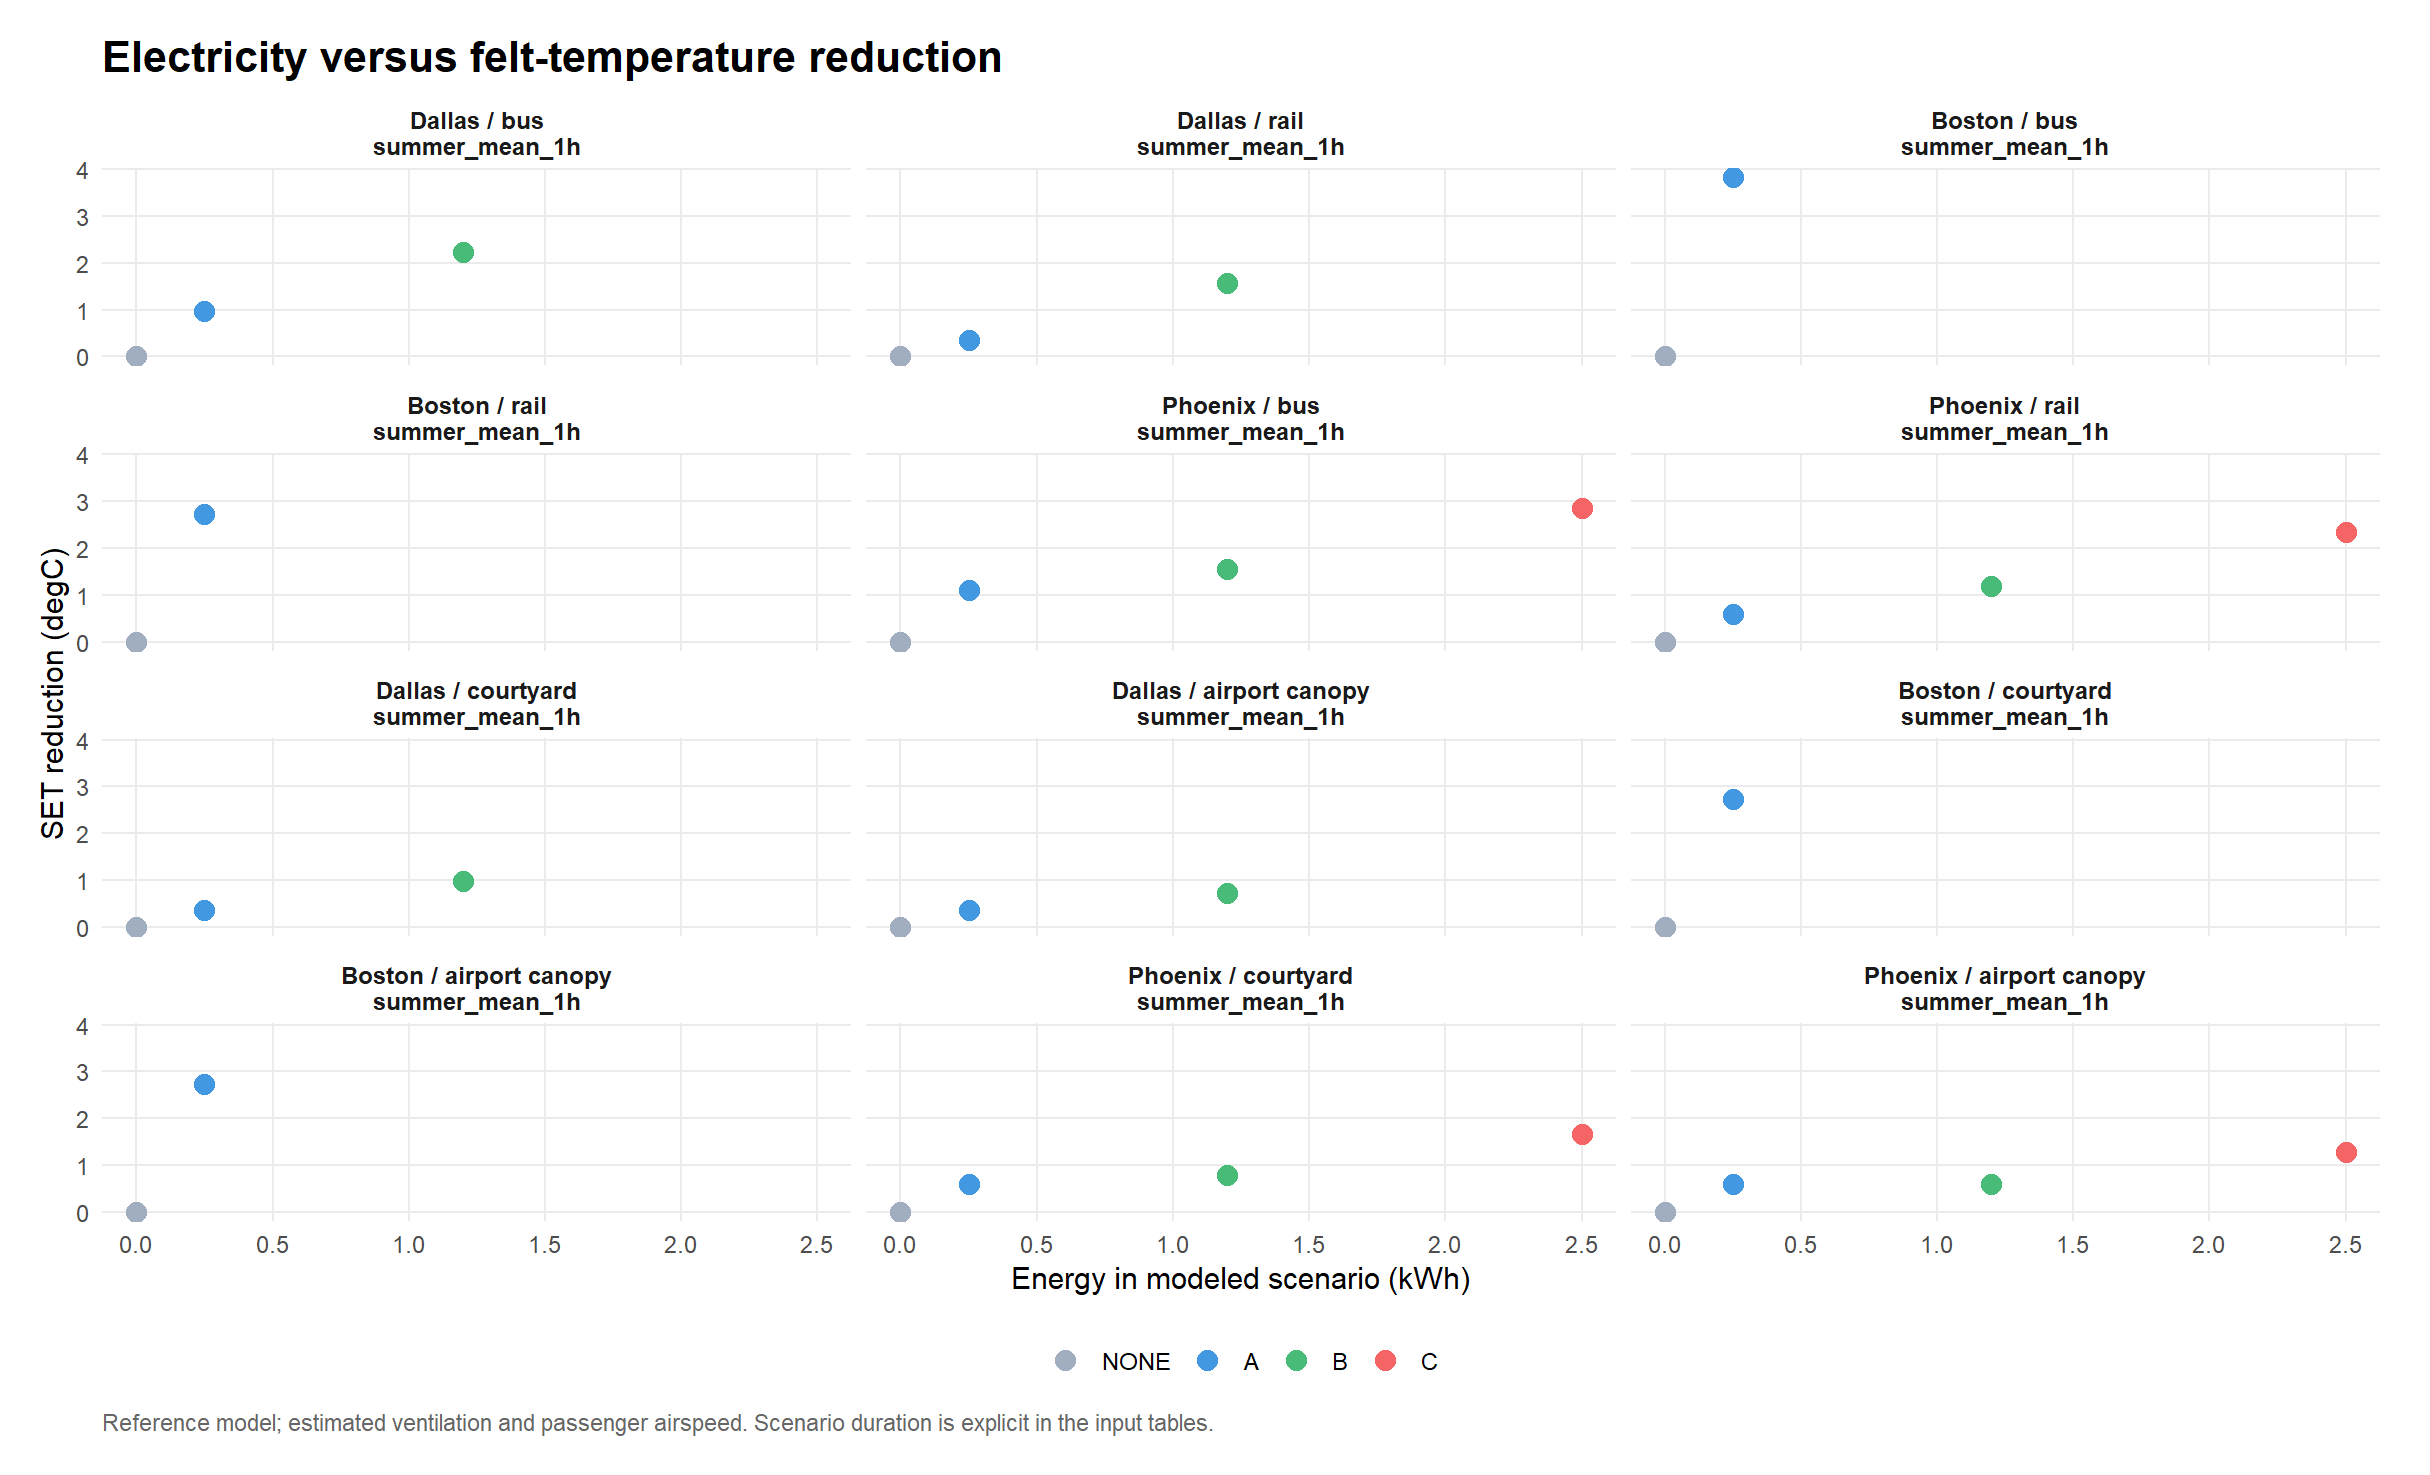 Electricity versus felt-temperature reduction
Dallas / bus
summer_mean_1h
Dallas / rail
summer_mean_1h
Boston / bus
summer_mean_1h
4
3
2
1
0
Boston / rail
summer_mean_1h
Phoenix / bus
summer_mean_1h
Phoenix / rail
summer_mean_1h
4
3
2
1
0
SET reduction (degC)
Dallas / courtyard
summer_mean_1h
Dallas / airport canopy
summer_mean_1h
Boston / courtyard
summer_mean_1h
4
3
2
1
0
Boston / airport canopy
summer_mean_1h
Phoenix / courtyard
summer_mean_1h
Phoenix / airport canopy
summer_mean_1h
4
3
2
1
0
0.0 0.5 1.0 1.5 2.0 2.5 0.0 0.5 1.0 1.5 2.0 2.5 0.0 0.5 1.0 1.5 2.0 2.5
Energy in modeled scenario (kWh)
NONE A B C
Reference model; estimated ventilation and passenger airspeed. Scenario duration is explicit in the input tables.